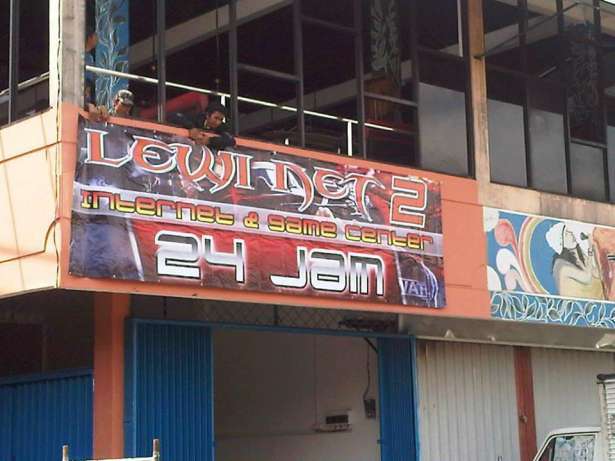 LEWI NET 2
Internet & game center
24 Jam